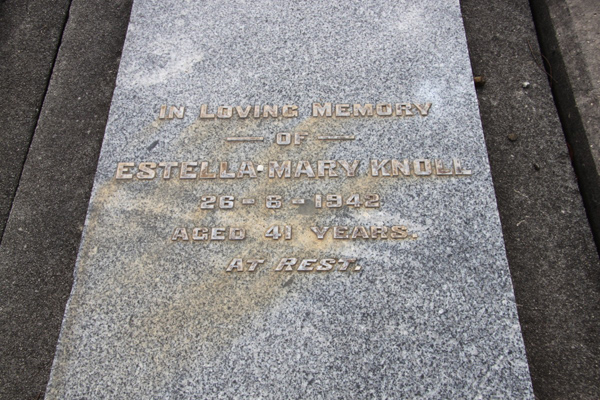 IN LOVING MEMORY
— OF —
ESTELLA MARY KNOLL
26-6-1942
AGED 41 YEARS.
AT REST.